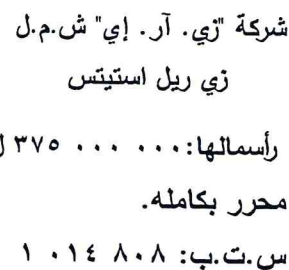 شركة "زي. آر. إي" ش.م.ل
زي ريل استيتس
رأسمالها: ٣٧٥ ٠٠٠ ٠٠٠ ل
محرر بكامله.
س.ت.ب: ٨٠٨ ٠١٤ ١